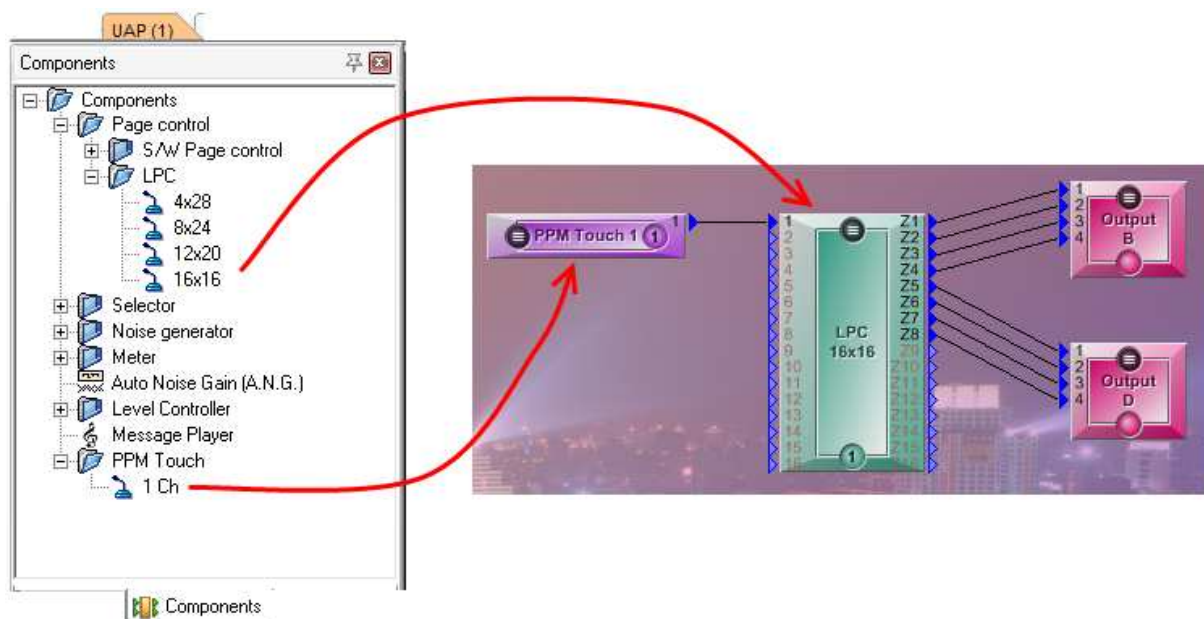 UAP (1)
Components
Components
Page control
S/W Page control
LPC
4x28
8x24
12x20
16x16
Selector
Noise generator
Meter
Auto Noise Gain (A.N.G.)
Level Controller
Message Player
PPM Touch
1 Ch
Components
PPM Touch 1
1
1
1
2
3
4
5
6
7
8
9
10
11
12
13
14
15
LPC
16x16
1
Z1
Z2
Z3
Z4
Z5
Z6
Z7
Z8
Z9
Z10
Z11
Z12
Z13
Z14
Z15
1
2
3
4
Output
B
1
2
3
4
Output
D